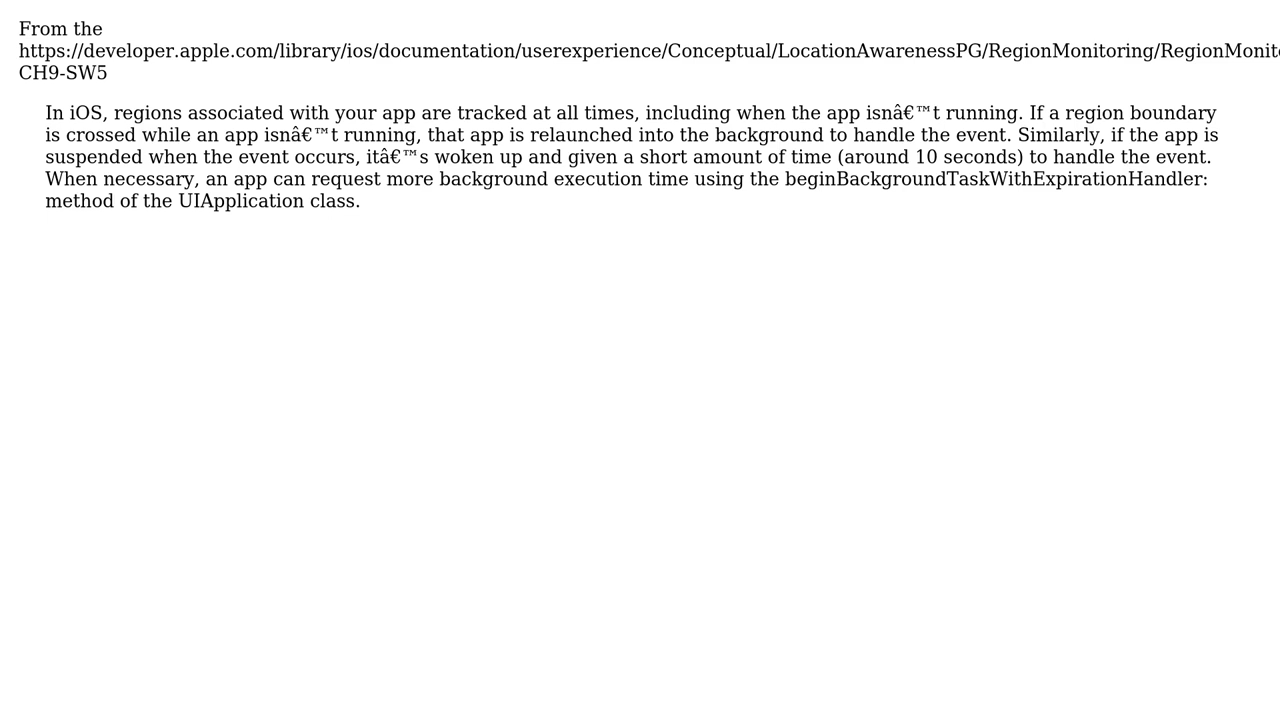 From the
https://developer.apple.com/library/ios/documentation/userexperience/Conceptual/LocationAwarenessPG/RegionMonitoring/RegionMonit
CH9-SW5
In iOS, regions associated with your app are tracked at all times, including when the app isnâ€™t running. If a region boundary
is crossed while an app isnâ€™t running, that app is relaunched into the background to handle the event. Similarly, if the app is
suspended when the event occurs, itâ€™s woken up and given a short amount of time (around 10 seconds) to handle the event.
When necessary, an app can request more background execution time using the beginBackgroundTaskWithExpirationHandler:
method of the UIApplication class.